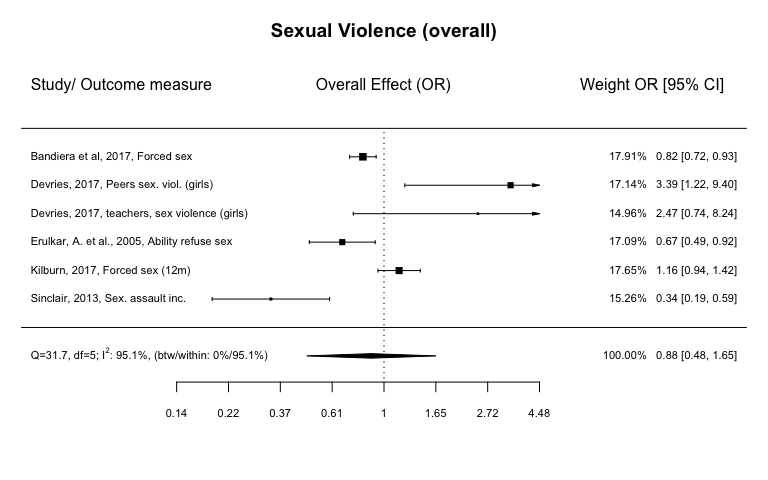 Sexual Violence (overall)
Study/ Outcome measure Overall Effect (OR) Weight OR [95% CI]
Bandiera et al, 2017, Forced sex 17.91% 0.82 [0.72, 0.93]
Devries, 2017, Peers sex. viol. (girls) 17.14% 3.39 [1.22, 9.40]
Devries, 2017, teachers, sex violence (girls) 14.96% 2.47 [0.74, 8.24]
Erulkar, A. et al., 2005, Ability refuse sex 17.09% 0.67 [0.49, 0.92]
Kilburn, 2017, Forced sex (12m) 17.65% 1.16 [0.94, 1.42]
Sinclair, 2013, Sex. assault inc. 15.26% 0.34 [0.19, 0.59]
Q=31.7, df=5; I²: 95.1%, (btw/within: 0%/95.1%) 100.00% 0.88 [0.48, 1.65]
0.14 0.22 0.37 0.61 1 1.65 2.72 4.48